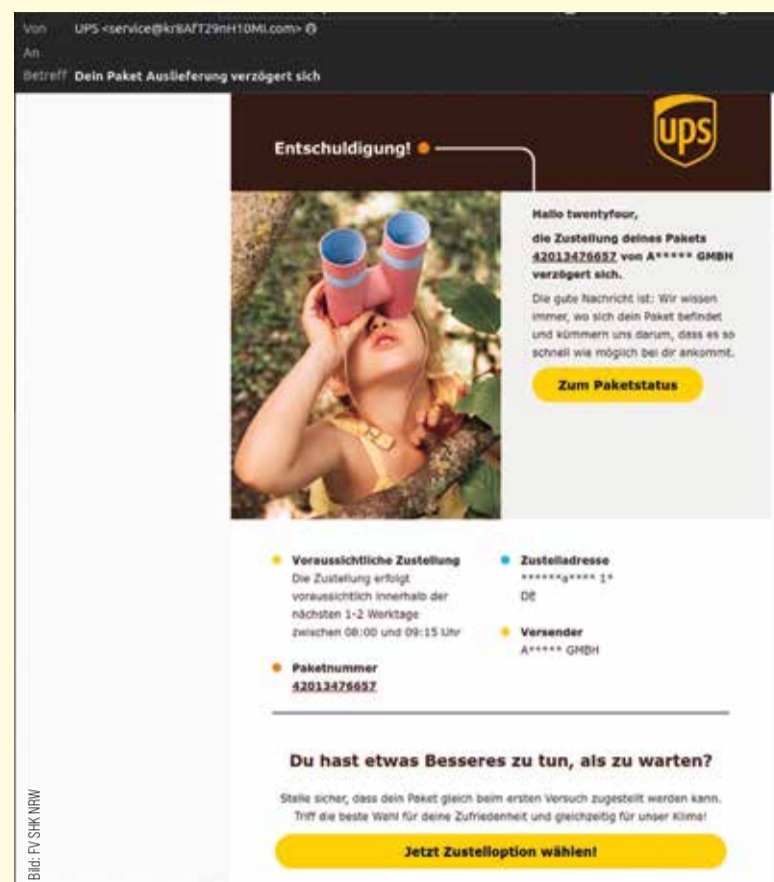 Von UPS <service@kr8AfT29nH10Ml.com>
An
Betreff Dein Paket Auslieferung verzögert sich
Entschuldigung!
ups
Hallo twentyfour,
die Zustellung deines Pakets
42013476657 von A***** GMBH
verzögert sich.
Die gute Nachricht ist: Wir wissen
immer, wo sich dein Paket befindet
und kümmern uns darum, dass es so
schnell wie möglich bei dir ankommt.
Zum Paketstatus
Voraussichtliche Zustellung
Die Zustellung erfolgt
voraussichtlich innerhalb der
nächsten 1-2 Werktage
zwischen 08:00 und 09:15 Uhr
Paketnummer
42013476657
Zustelladresse
******a**** 1*
DE
Versender
A***** GMBH
Du hast etwas Besseres zu tun, als zu warten?
Stelle sicher, dass dein Paket gleich beim ersten Versuch zugestellt werden kann.
Triff die beste Wahl für deine Zufriedenheit und gleichzeitig für unser Klima!
Jetzt Zustelloption wählen!
Bild: FV SHK NRW